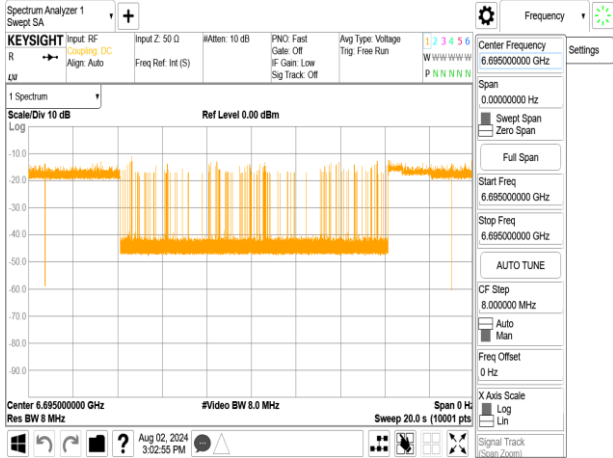 Spectrum Analyzer 1
Swept SA
Frequency
KEYSIGHT
R
LXI
Input: RF
Coupling: DC
Align: Auto
Input Z: 50 Ω
Freq Ref: Int (S)
#Atten: 10 dB
PNO: Fast
Gate: Off
IF Gain: Low
Sig Track: Off
Avg Type: Voltage
Trig: Free Run
1 2 3 4 5 6
W W W W W W
P N N N N N
1 Spectrum
Scale/Div 10 dB
Ref Level 0.00 dBm
Log
-10.0
-20.0
-30.0
-40.0
-50.0
-60.0
-70.0
-80.0
-90.0
Center 6.695000000 GHz
#Video BW 8.0 MHz
Span 0 Hz
Res BW 8 MHz
Sweep 20.0 s (10001 pts
Aug 02, 2024
3:02:55 PM
?
Center Frequency
6.695000000 GHz
Settings
Span
0.00000000 Hz
Swept Span
Zero Span
Full Span
Start Freq
6.695000000 GHz
Stop Freq
6.695000000 GHz
AUTO TUNE
CF Step
8.000000 MHz
Auto
Man
Freq Offset
0 Hz
X Axis Scale
Log
Lin
Signal Track
(Span Zoom)